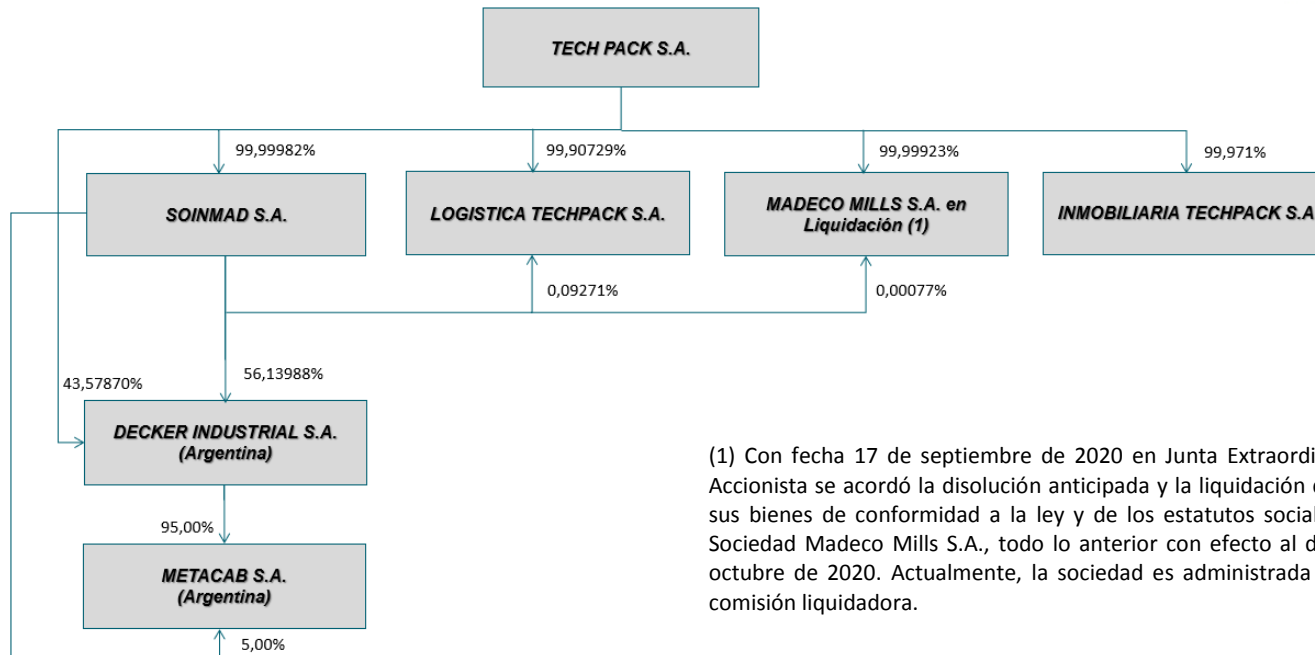 TECH PACK S.A.
99,99982%
99,90729%
99,99923%
99,971%
SOINMAD S.A.
LOGISTICA TECHPACK S.A.
MADECO MILLS S.A. en
Liquidación (1)
INMOBILIARIA TECHPACK S.A
0,09271%
0,00077%
43,57870%
56,13988%
DECKER INDUSTRIAL S.A.
(Argentina)
95,00%
METACAB S.A.
(Argentina)
5,00%
(1) Con fecha 17 de septiembre de 2020 en Junta Extraordi
Accionista se acordó la disolución anticipada y la liquidación
sus bienes de conformidad a la ley y de los estatutos social
Sociedad Madeco Mills S.A., todo lo anterior con efecto al d
octubre de 2020. Actualmente, la sociedad es administrada
comisión liquidadora.